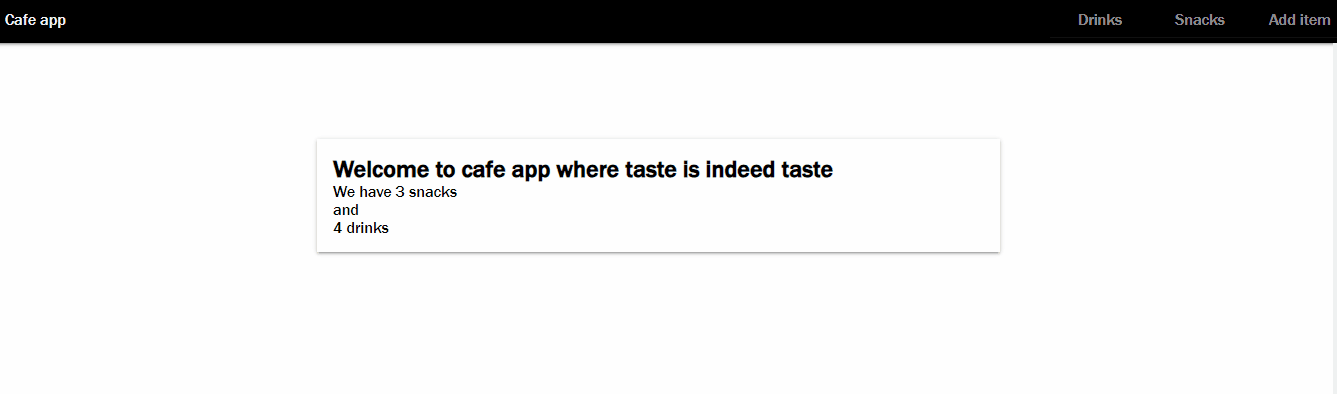 Cafe app
Drinks
Snacks
Add item
Welcome to cafe app where taste is indeed taste
We have 3 snacks
and
4 drinks